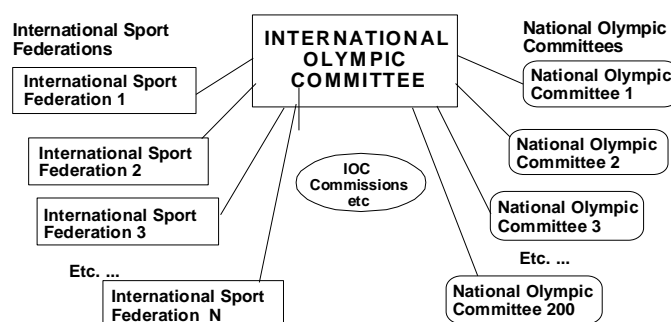 International Sport
Federations
INTERNATIONAL
OLYMPIC
COMMITTEE
National Olympic
Committees
International Sport
Federation 1
National Olympic
Committee 1
International Sport
Federation 2
IOC
Commissions
etc
National Olympic
Committee 2
International Sport
Federation 3
National Olympic
Committee 3
Etc. ...
Etc. ...
International Sport
Federation N
National Olympic
Committee 200